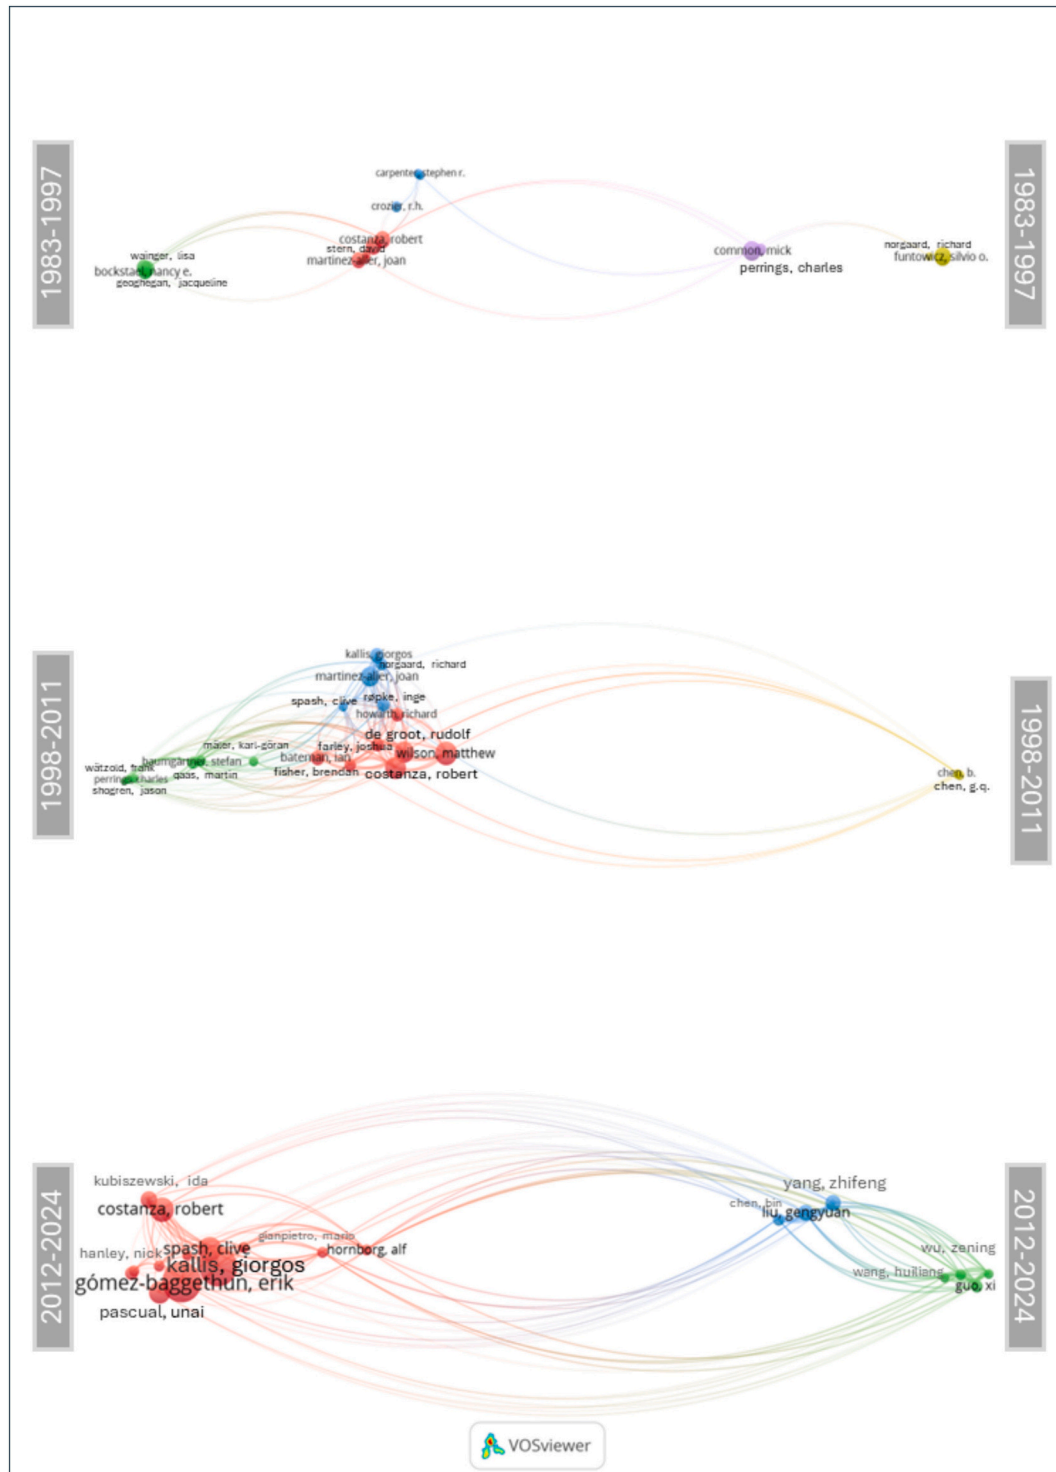 1983-1997
1983-1997
carpenter, stephen r.
crozier, r.h.
costanza, robert
stern, david
martinez-alier, joan
wainger, lisa
bockstael, nancy e.
geoghegan, jacqueline
common, mick
perrings, charles
norgaard, richard
funtowicz, silvio o.
1998-2011
1998-2011
kallis, giorgos
norgaard, richard
martinez-alier, joan
spash, clive
røpke, inge
howarth, richard
de groot, rudolf
farley, joshua
wilson, matthew
bateman, ian
fisher, brendan
costanza, robert
mäler, karl-göran
baumgärtner, stefan
qaas, martin
wätzold, frank
perrings, charles
shogren, jason
chen, b.
chen, g.q.
2012-2024
2012-2024
kubiszewski, ida
costanza, robert
hanley, nick
spash, clive
gianpietro, mario
hornborg, alf
kallis, giorgos
gómez-baggethun, erik
pascual, unai
yang, zhifeng
chen, bin
liu, gengyuan
wu, zening
wang, huiliang
guo, xi
VOSviewer